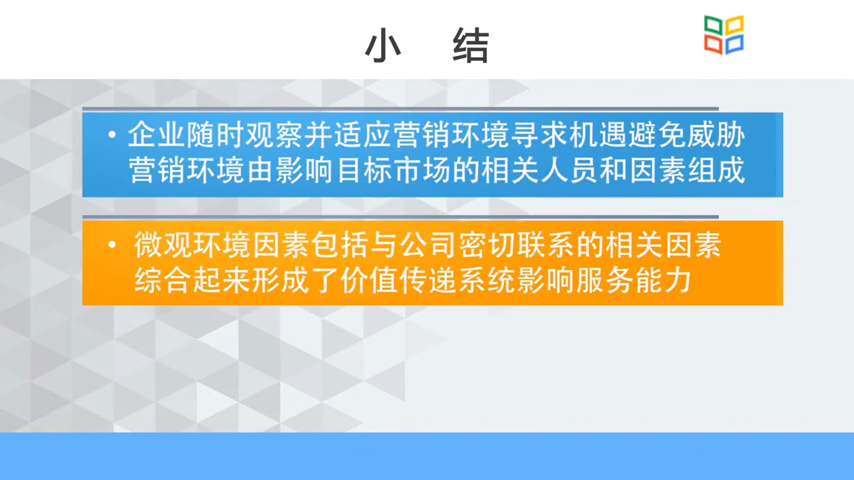 小 结
• 企业随时观察并适应营销环境寻求机遇避免威胁
营销环境由影响目标市场的相关人员和因素组成
• 微观环境因素包括与公司密切联系的相关因素
综合起来形成了价值传递系统影响服务能力